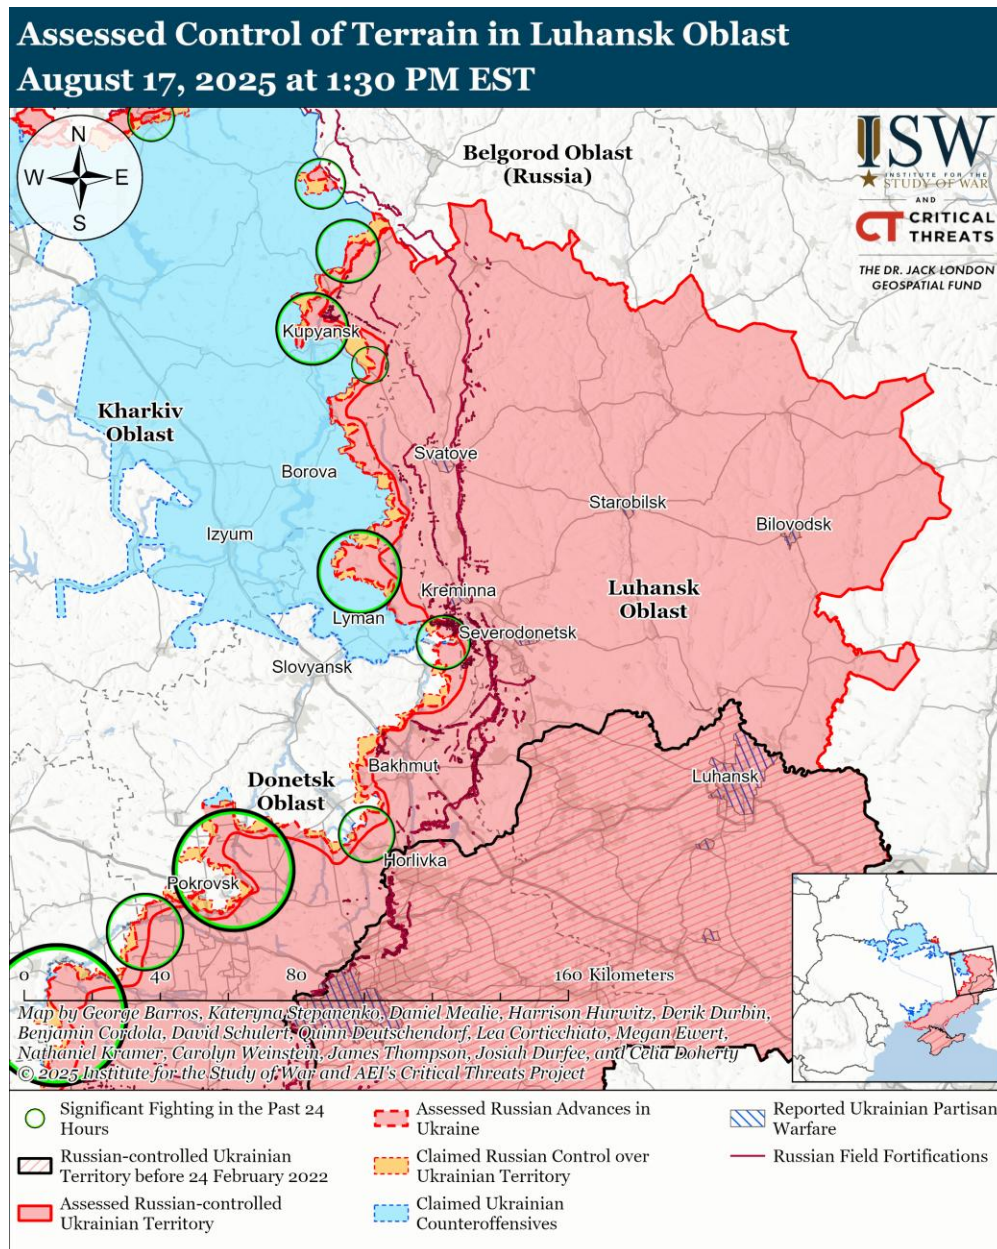 Assessed Control of Terrain in Luhansk Oblast
August 17, 2025 at 1:30 PM EST
N
W
E
S
Belgorod Oblast
(Russia)
ISW
INSTITUTE FOR THE
STUDY OF WAR
AND
CT CRITICAL
THREATS
THE DR. JACK LONDON
GEOSPATIAL FUND
Kupyansk
Kharkiv
Oblast
Svatove
Borova
Starobilsk
Bilovodsk
Izyum
Kreminna
Luhansk
Oblast
Lyman
Severodonetsk
Slovyansk
Bakhmut
Luhansk
Donetsk
Oblast
Horlivka
Pokrovsk
0
40
80
160 Kilometers
Map by George Barros, Kateryna Stepanenko, Daniel Mealie, Harrison Hurwitz, Derik Durbin,
Benjamin Cordola, David Schulert, Quinn Deutschendorf, Lea Corticchiato, Megan Ewert,
Nathaniel Kramer, Carolyn Weinstein, James Thompson, Josiah Durfee, and Celia Doherty
© 2025 Institute for the Study of War and AEI's Critical Threats Project
Significant Fighting in the Past 24
Hours
Russian-controlled Ukrainian
Territory before 24 February 2022
Assessed Russian-controlled
Ukrainian Territory
Assessed Russian Advances in
Ukraine
Claimed Russian Control over
Ukrainian Territory
Claimed Ukrainian
Counteroffensives
Reported Ukrainian Partisan
Warfare
Russian Field Fortifications